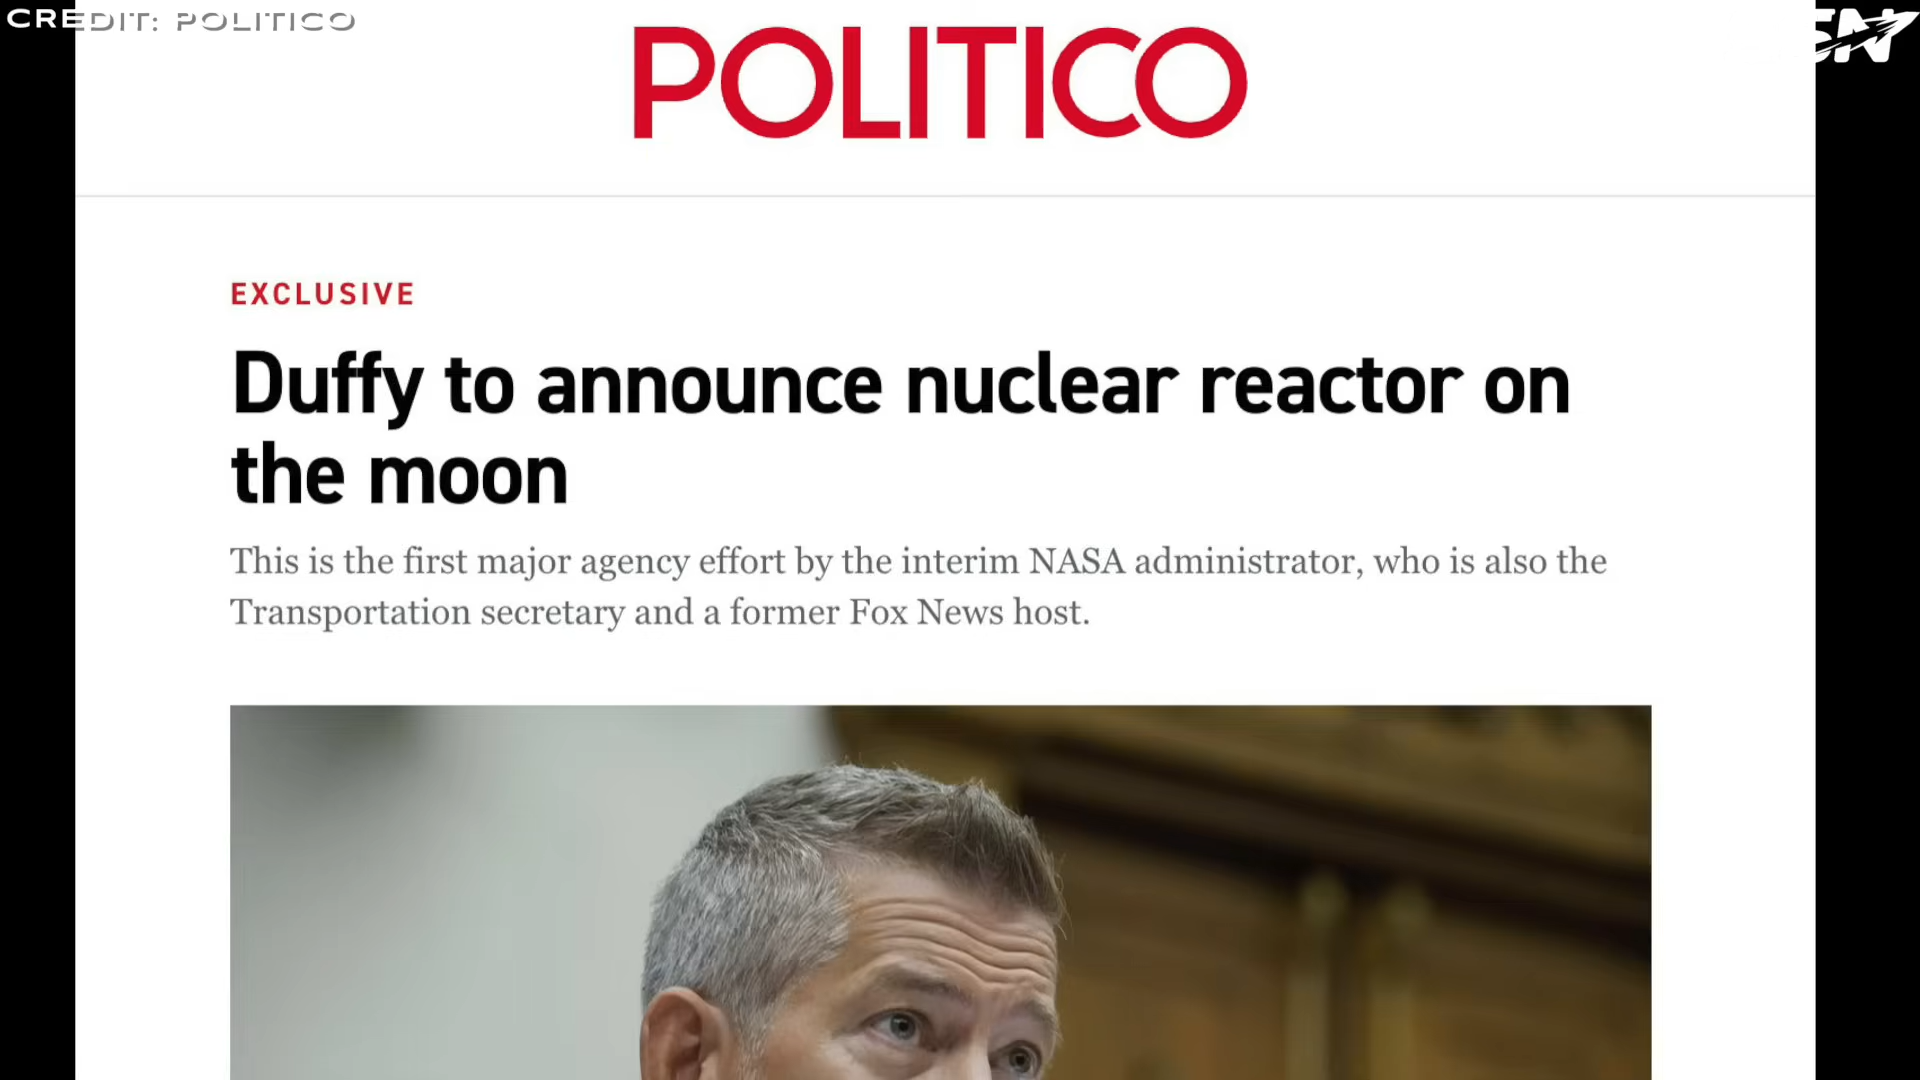 CREDIT: POLITICO
SN
POLITICO
EXCLUSIVE
Duffy to announce nuclear reactor on
the moon
This is the first major agency effort by the interim NASA administrator, who is also the
Transportation secretary and a former Fox News host.